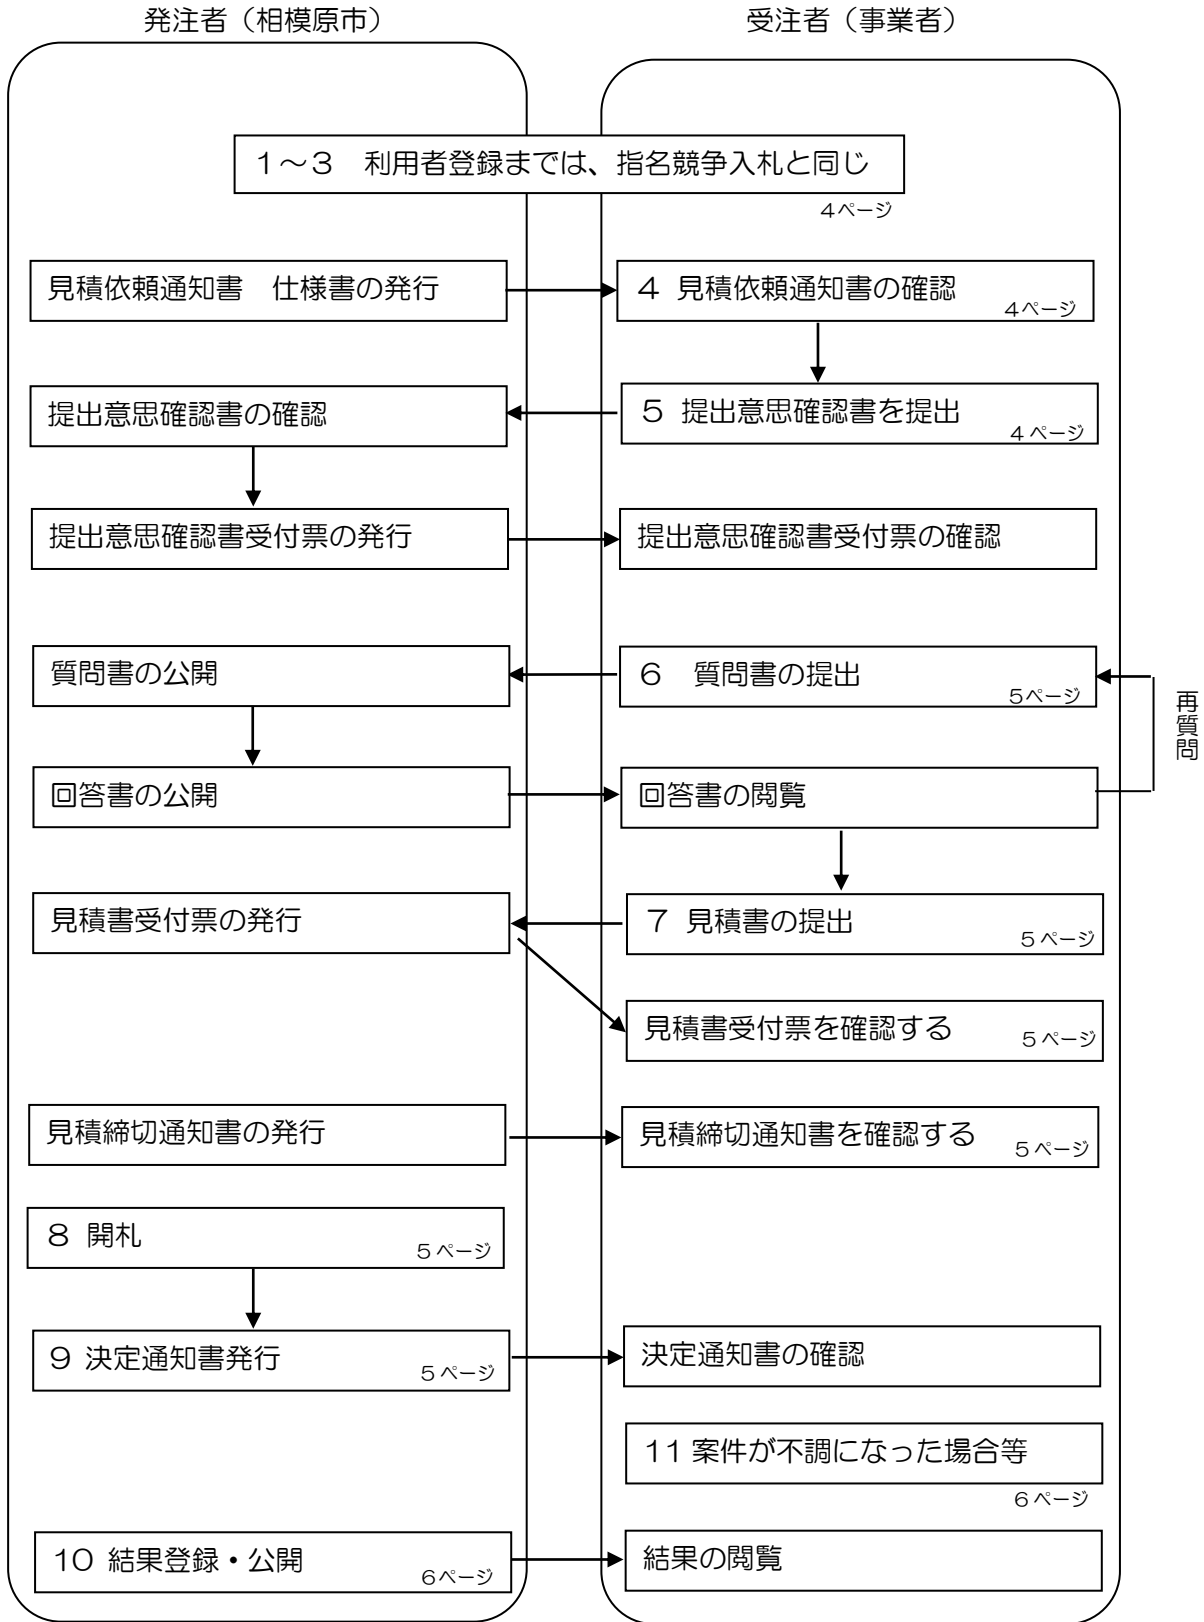 発注者（相模原市）
受注者（事業者）
１～３　利用者登録までは、指名競争入札と同じ
４ページ
見積依頼通知書　仕様書の発行
４ 見積依頼通知書の確認
４ページ
提出意思確認書の確認
５ 提出意思確認書を提出
４ページ
提出意思確認書受付票の発行
提出意思確認書受付票の確認
質問書の公開
６　質問書の提出
５ページ
再質問
回答書の公開
回答書の閲覧
見積書受付票の発行
７ 見積書の提出
５ページ
見積書受付票を確認する
５ページ
見積締切通知書の発行
見積締切通知書を確認する
５ページ
８ 開札
５ページ
９ 決定通知書発行
５ページ
決定通知書の確認
11 案件が不調になった場合等
６ページ
１０ 結果登録・公開
６ページ
結果の閲覧